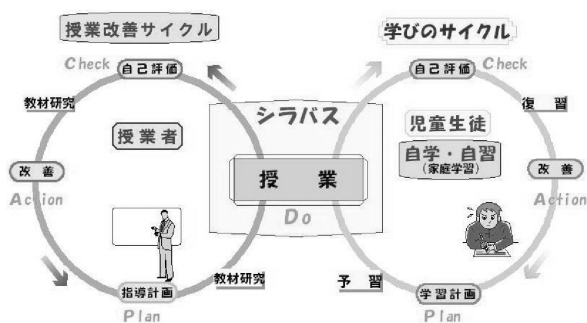 授業改善サイクル
学びのサイクル
Check
自己評価
自己評価
Check
教材研究
復習
シラバス
授業者
児童生徒
自学・自習
(家庭学習)
改善
Action
授業
Do
改善
Action
教材研究
予習
指導計画
Plan
学習計画
Plan